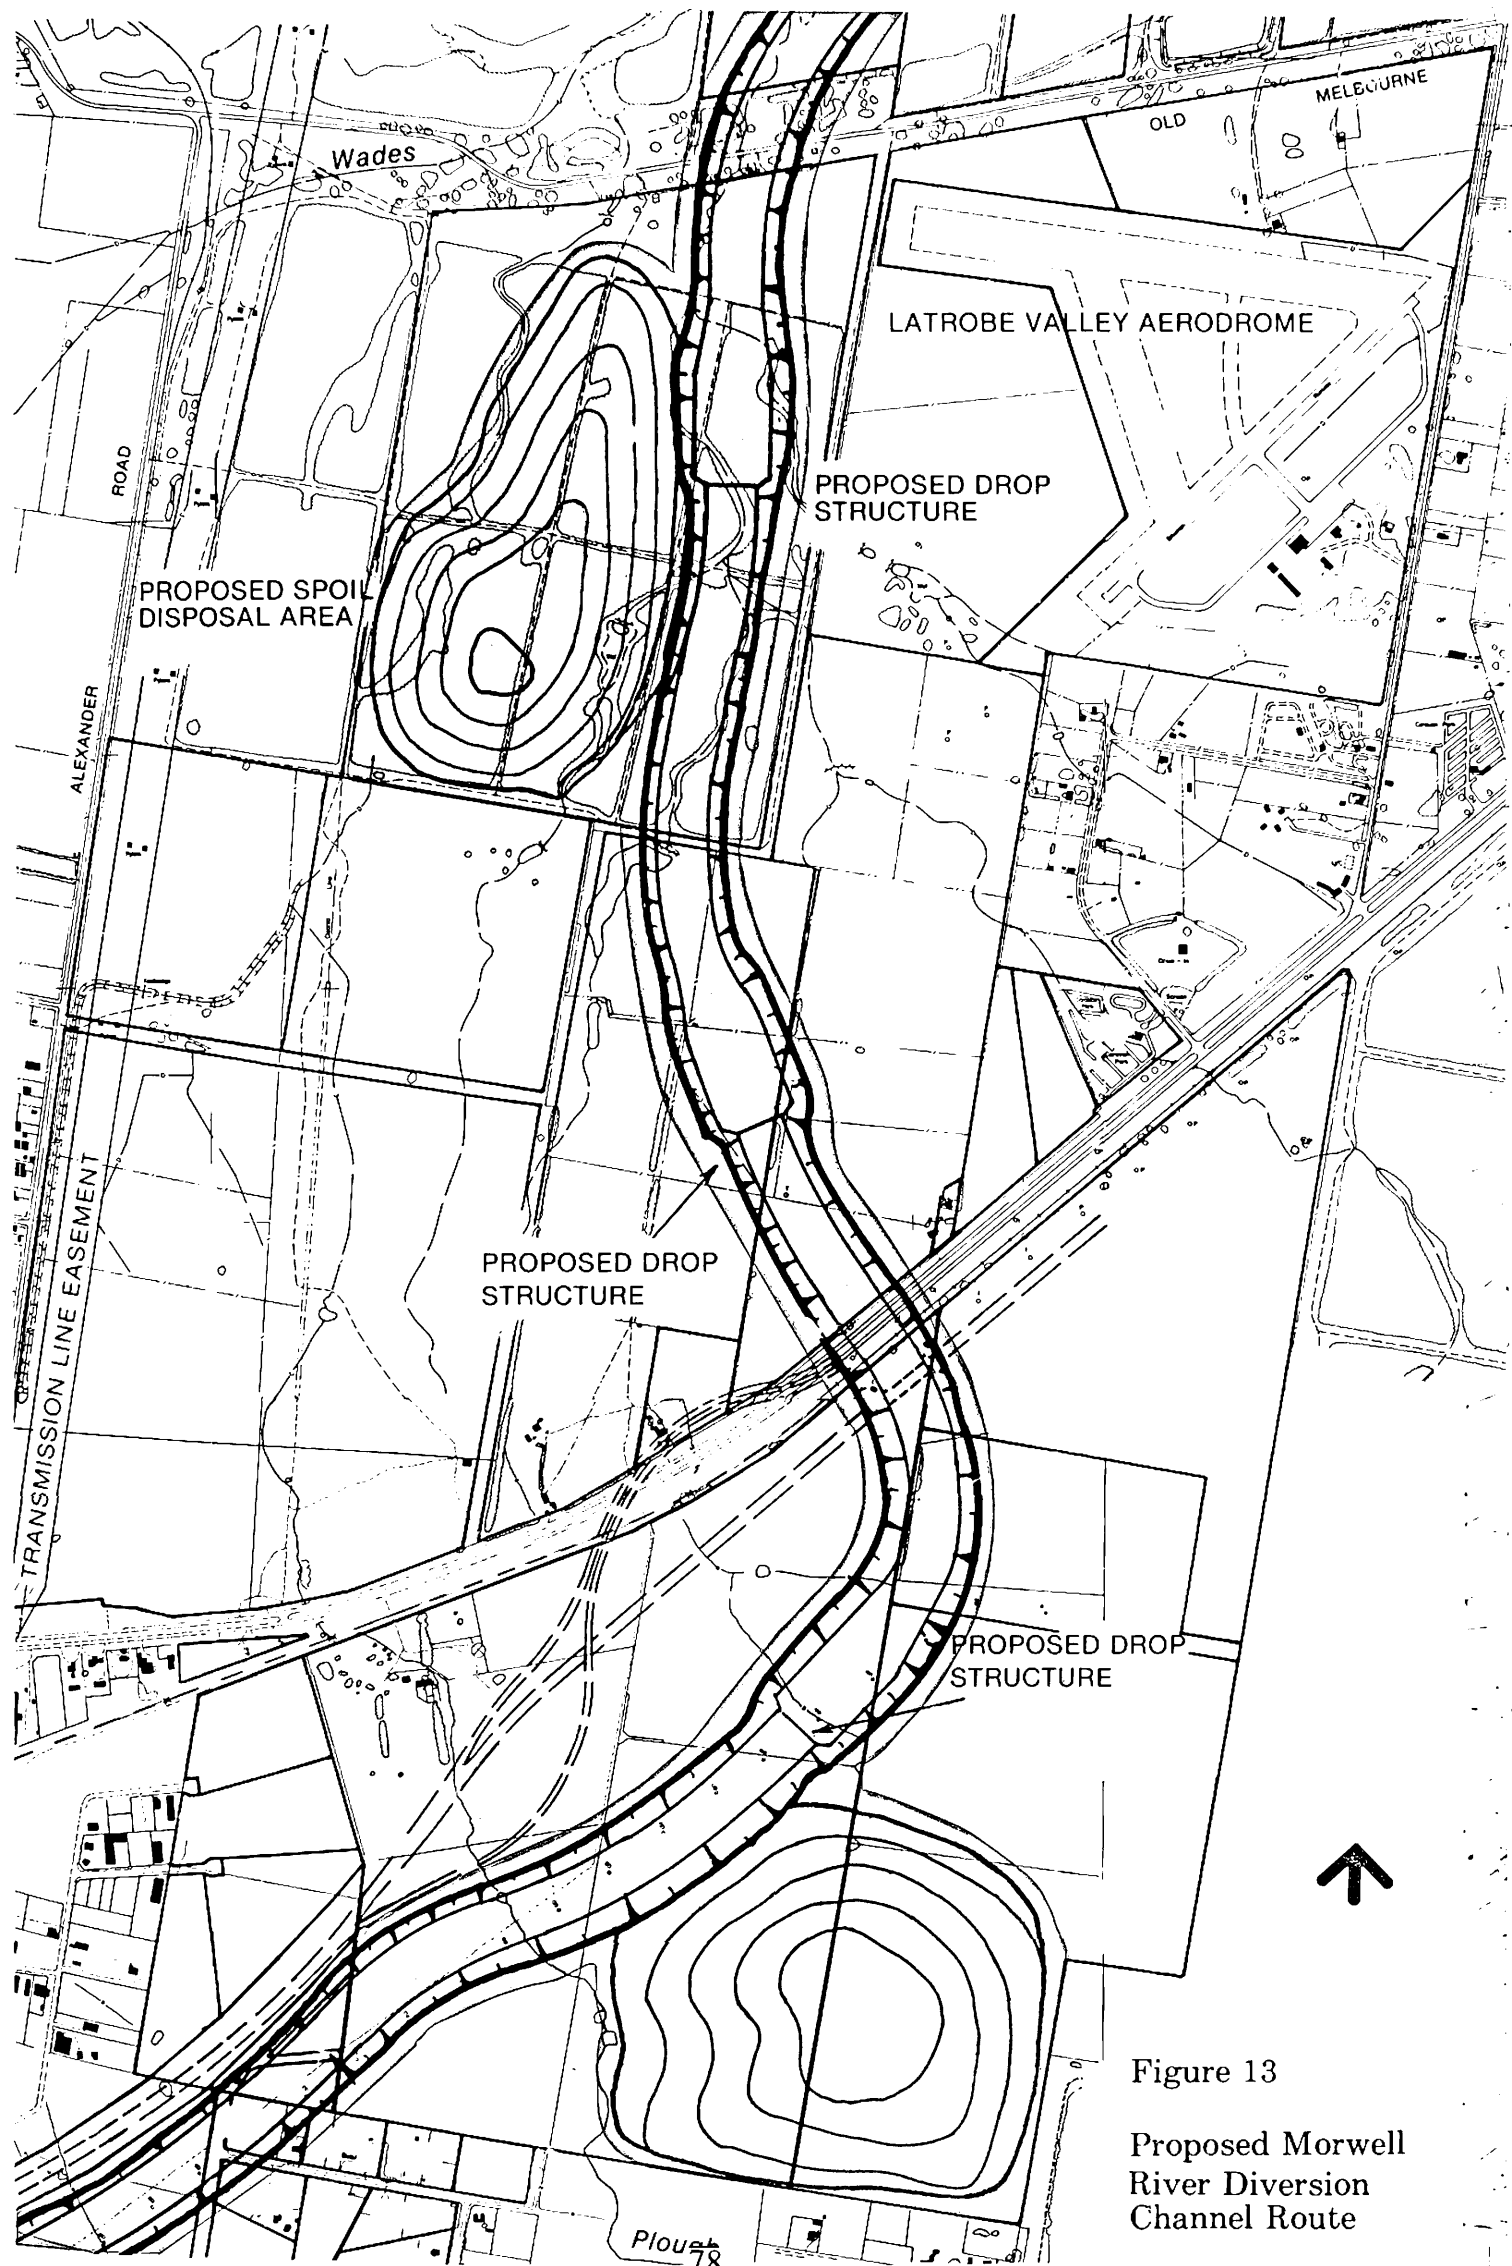 MELBOURNE
OLD
Wades
LATROBE VALLEY AERODROME
ROAD
PROPOSED DROP
STRUCTURE
PROPOSED SPOIL
DISPOSAL AREA
ALEXANDER
TRANSMISSION LINE EASEMENT
PROPOSED DROP
STRUCTURE
PROPOSED DROP
STRUCTURE
Figure 13
Proposed Morwell
River Diversion
Channel Route
78